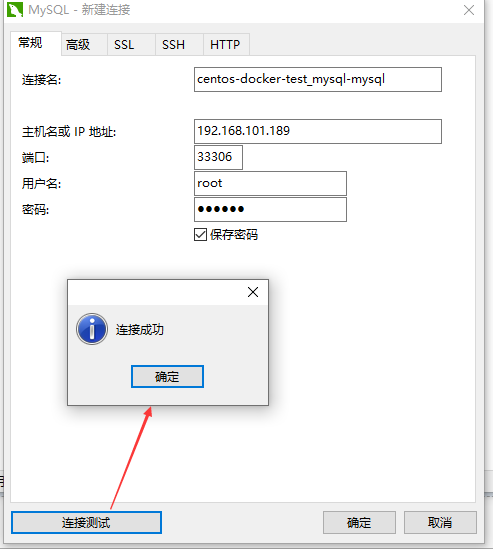 MySQL - 新建连接
常规 高级 SSL SSH HTTP
连接名: centos-docker-test_mysql-mysql
主机名或 IP 地址: 192.168.101.189
端口: 33306
用户名: root
密码: ●●●●●●
保存密码
连接成功
确定
连接测试 确定 取消